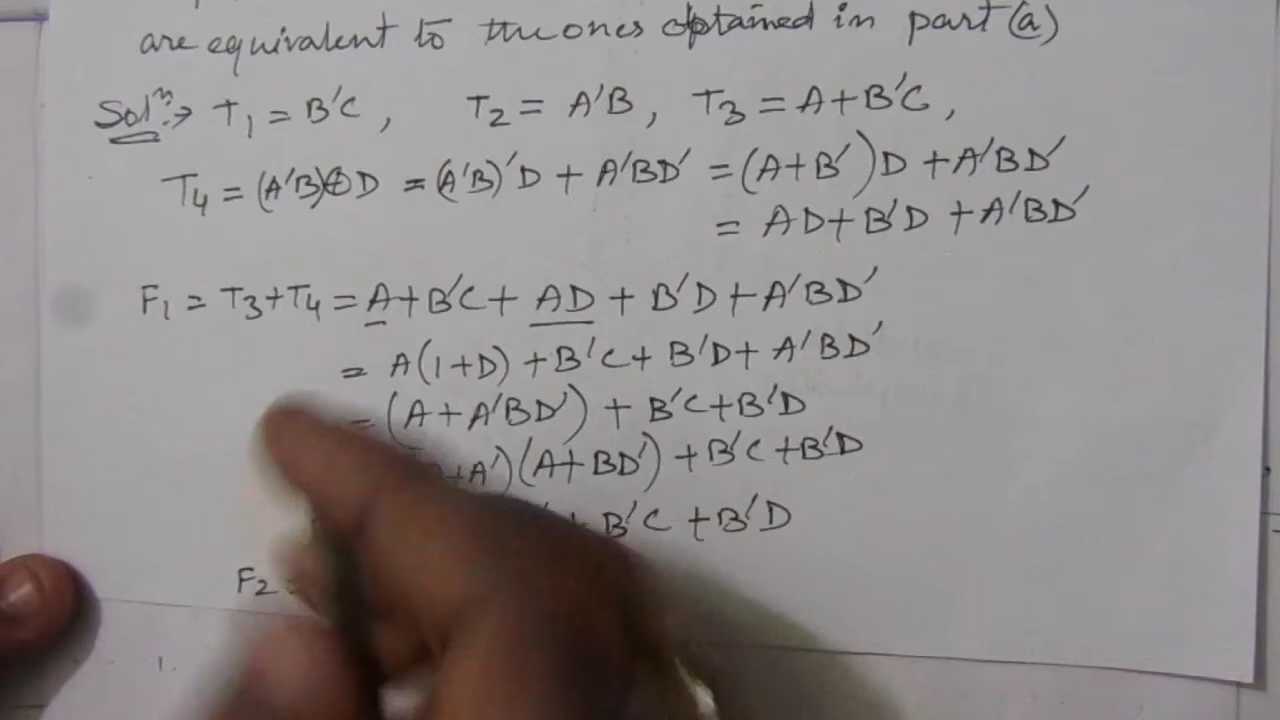 are equivalent to the ones obtained in part (a)
Solⁿ:→ T₁ = B'C, T₂ = A'B, T₃ = A+B'C,
T₄ = (A'B)⊕D = (A'B)'D + A'BD' = (A+B')D + A'BD'
= AD+B'D + A'BD'
F₁ = T₃+T₄ = A+B'C+ AD + B'D+A'BD'
= A(1+D) +B'C+ B'D+ A'BD'
= (A+A'BD') + B'C+B'D
+A')(A+BD') +B'C +B'D
+ B'C +B'D
F₂ =
1.